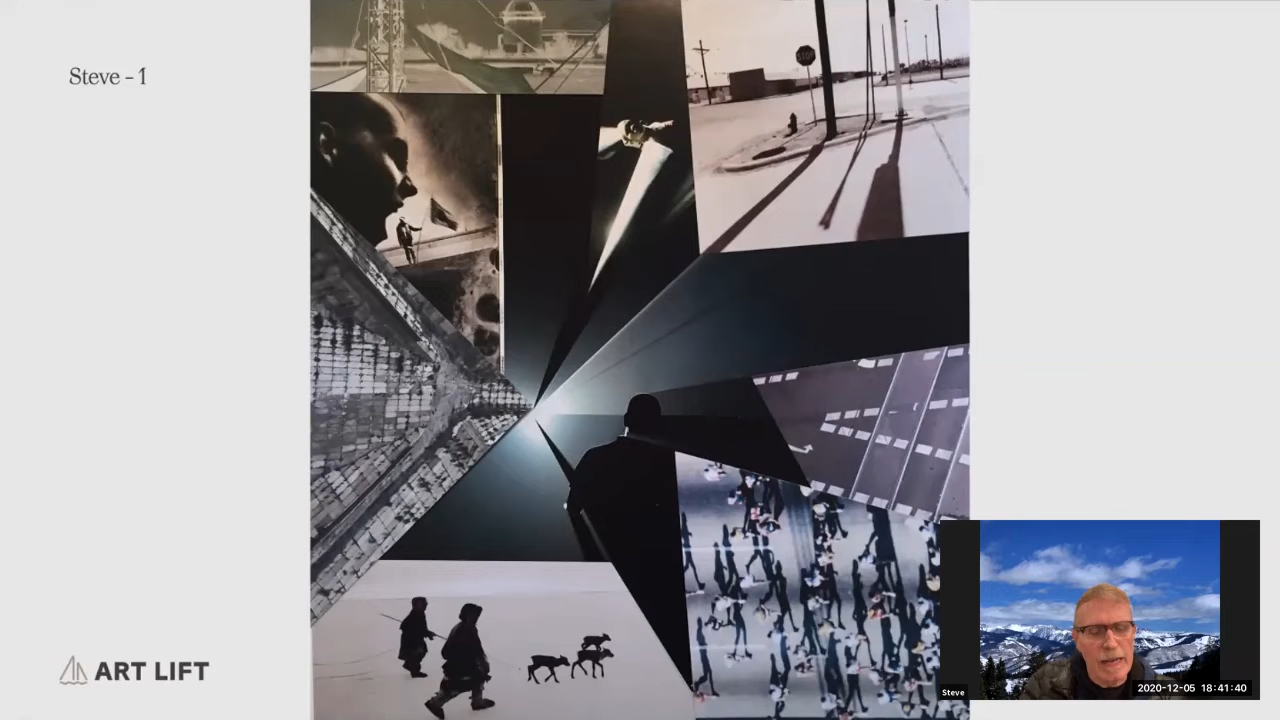 Steve – 1
STOP
ART LIFT
Steve
2020-12-05 18:41:40